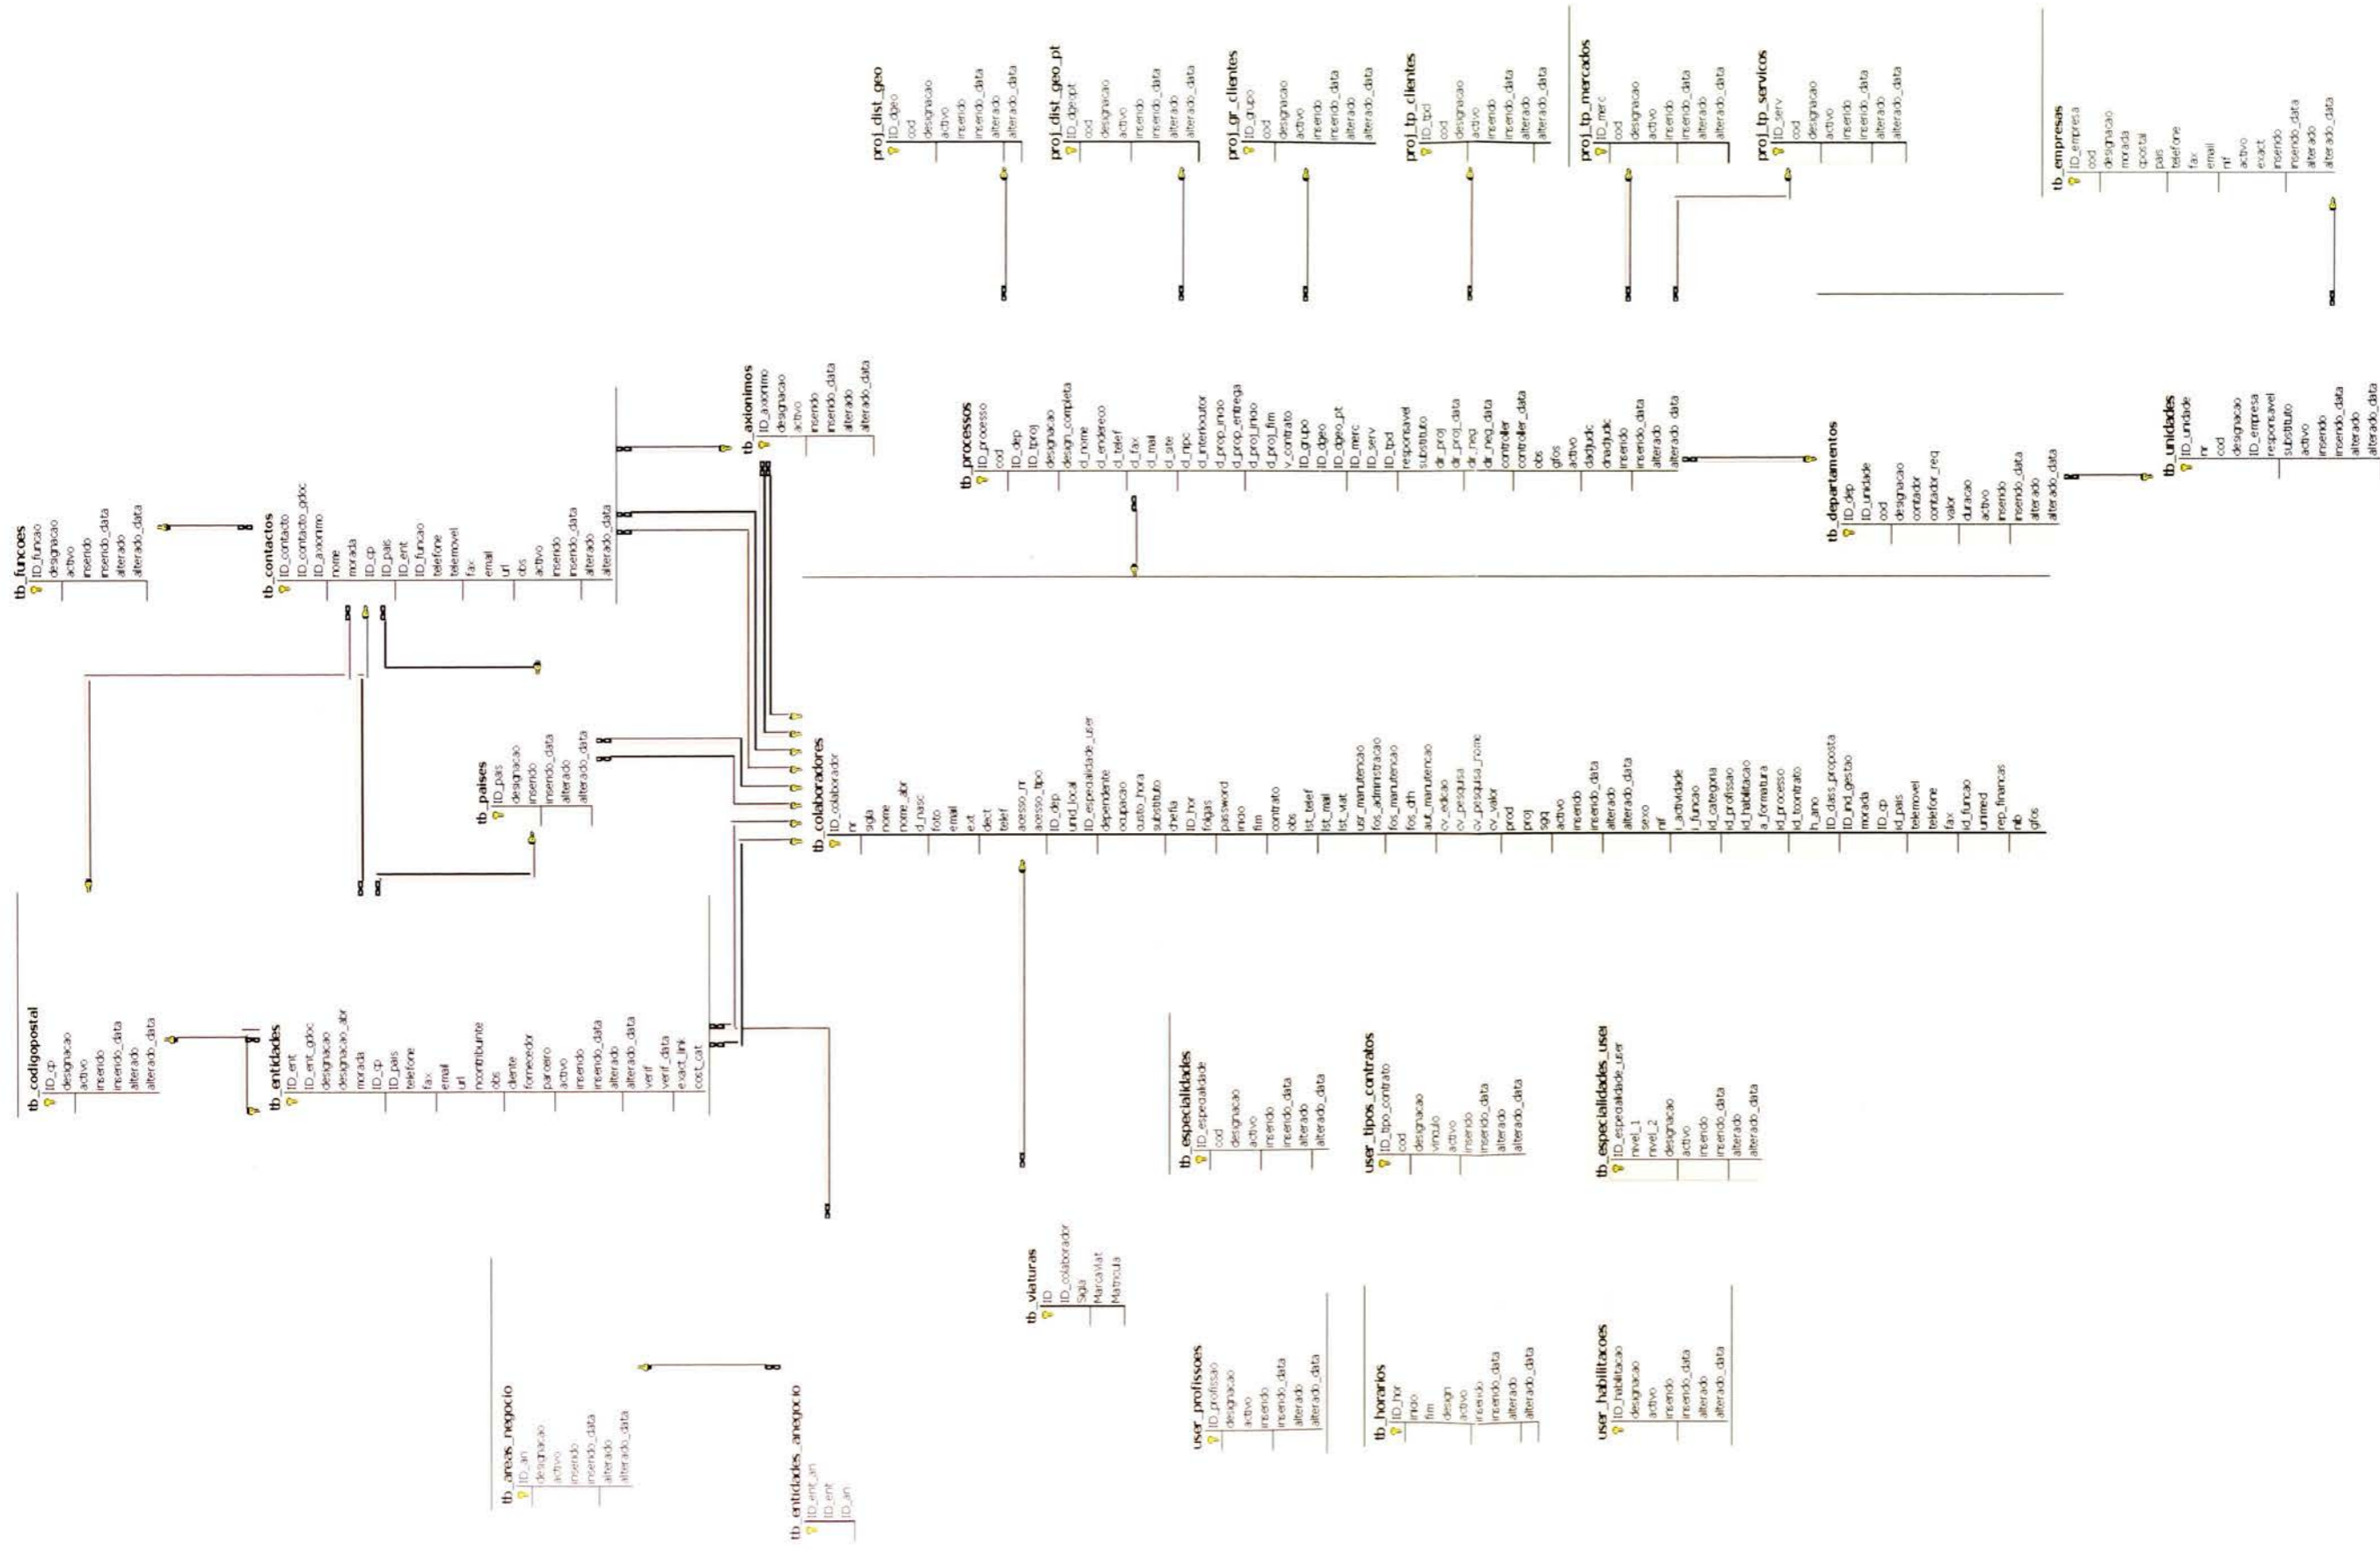 tb_codigopostal
ID_cp
designacao
activo
inserido
inserido_data
alterado
alterado_data
tb_funcoes
ID_funcao
designacao
activo
inserido
inserido_data
alterado
alterado_data
tb_entidades
ID_ent
ID_ent_gdoc
designacao
designacao_abr
morada
ID_cp
ID_pais
telefone
fax
email
url
ncontribuinte
obs
cliente
fornecedor
parceiro
activo
inserido
inserido_data
alterado
alterado_data
verif
verif_data
exact_link
cost_cat
tb_contactos
ID_contacto
ID_contacto_gdoc
ID_axionimo
nome
morada
ID_cp
ID_pais
ID_ent
ID_funcao
telefone
telemovel
fax
email
url
obs
activo
inserido
inserido_data
alterado
alterado_data
tb_areas_negocio
ID_an
designacao
activo
inserido
inserido_data
alterado
alterado_data
tb_paises
ID_pais
designacao
inserido
inserido_data
alterado
alterado_data
tb_entidades_anegocio
ID_ent_an
ID_ent
ID_an
tb_axionimos
ID_axionimo
designacao
activo
inserido
inserido_data
alterado
alterado_data
tb_colaboradores
ID_colaborador
nr
sigla
nome
nome_abr
d_nasc
foto
email
ext
dect
telef
acesso_nr
acesso_tipo
ID_dep
unid_local
ID_especialidade_user
dependente
ocupacao
custo_hora
substituto
chefia
ID_hor
folgas
password
inicio
fim
contrato
obs
lst_telef
lst_mail
lst_viat
usr_manutencao
fos_administracao
fos_manutencao
fos_drh
aut_manutencao
cv_edicao
cv_pesquisa
cv_pesquisa_nome
cv_valor
prod
proj
sgq
activo
inserido
inserido_data
alterado
alterado_data
sexo
nif
i_actividade
i_funcao
id_categoria
id_profissao
id_habilitacao
a_formatura
id_processo
id_tcontrato
h_ano
ID_class_proposta
ID_ind_gestao
morada
ID_cp
id_pais
telemovel
telefone
fax
id_funcao
unimed
rep_financas
nib
gfos
proj_dist_geo
ID_dgeo
cod
designacao
activo
inserido
inserido_data
alterado
alterado_data
tb_processos
ID_processo
cod
ID_dep
ID_tproj
designacao
design_completa
cl_nome
cl_endereco
cl_telef
cl_fax
cl_mail
cl_site
cl_nipc
cl_interlocutor
d_prop_inicio
d_prop_entrega
d_proj_inicio
d_proj_fim
v_contrato
ID_grupo
ID_dgeo
ID_dgeo_pt
ID_merc
ID_serv
ID_tpcl
responsavel
substituto
dir_proj
dir_proj_data
dir_neg
dir_neg_data
controller
controller_data
obs
gfos
activo
dadjudic
dnadjudic
inserido
inserido_data
alterado
alterado_data
tb_viaturas
ID
ID_colaborador
Sigla
MarcaViat
Matricula
proj_dist_geo_pt
ID_dgeopt
cod
designacao
activo
inserido
inserido_data
alterado
alterado_data
user_profissoes
ID_profissao
designacao
activo
inserido
inserido_data
alterado
alterado_data
tb_especialidades
ID_especialidade
cod
designacao
activo
inserido
inserido_data
alterado
alterado_data
proj_gr_clientes
ID_grupo
cod
designacao
activo
inserido
inserido_data
alterado
alterado_data
tb_horarios
ID_hor
inicio
fim
design
activo
inserido
inserido_data
alterado
alterado_data
user_tipos_contratos
ID_tipo_contrato
cod
designacao
vinculo
activo
inserido
inserido_data
alterado
alterado_data
proj_tp_clientes
ID_tpcl
cod
designacao
activo
inserido
inserido_data
alterado
alterado_data
user_habilitacoes
ID_habilitacao
designacao
activo
inserido
inserido_data
alterado
alterado_data
tb_especialidades_user
ID_especialidade_user
nivel_1
nivel_2
designacao
activo
inserido
inserido_data
alterado
alterado_data
proj_tp_mercados
ID_merc
cod
designacao
activo
inserido
inserido_data
alterado
alterado_data
proj_tp_servicos
ID_serv
cod
designacao
activo
inserido
inserido_data
alterado
alterado_data
tb_departamentos
ID_dep
ID_unidade
cod
designacao
contador
contador_req
valor
duracao
activo
inserido
inserido_data
alterado
alterado_data
tb_empresas
ID_empresa
cod
designacao
morada
cpostal
pais
telefone
fax
email
nif
activo
exact
inserido
inserido_data
alterado
alterado_data
tb_unidades
ID_unidade
nr
cod
designacao
ID_empresa
responsavel
substituto
activo
inserido
inserido_data
alterado
alterado_data